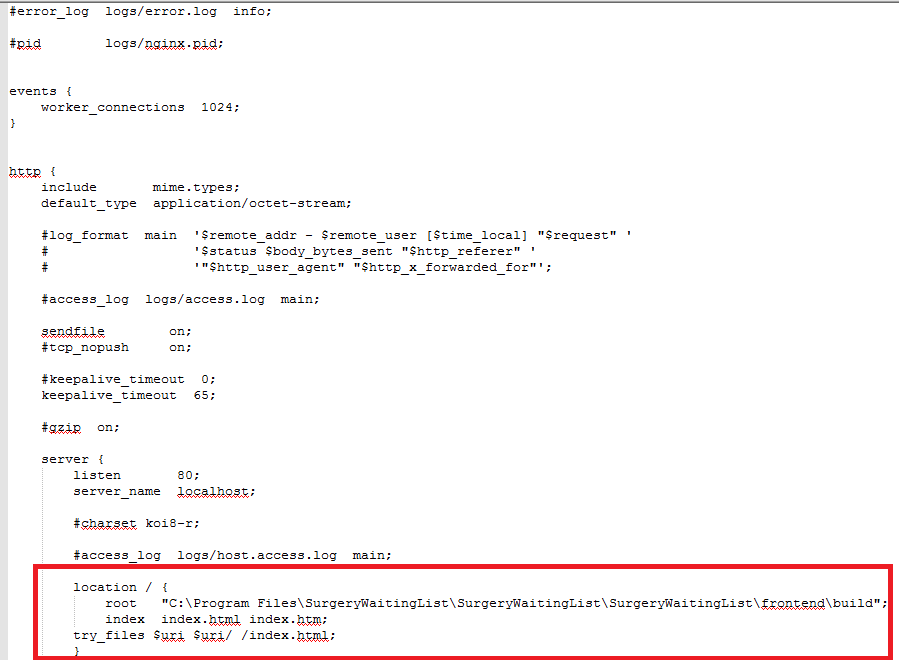 #error_log  logs/error.log  info;
#pid        logs/nginx.pid;
events {
    worker_connections  1024;
}
http {
    include       mime.types;
    default_type  application/octet-stream;
    #log_format  main  '$remote_addr - $remote_user [$time_local] "$request" '
    #                  '$status $body_bytes_sent "$http_referer" '
    #                  '"$http_user_agent" "$http_x_forwarded_for"';
    #access_log  logs/access.log  main;
    sendfile        on;
    #tcp_nopush     on;
    #keepalive_timeout  0;
    keepalive_timeout  65;
    #gzip  on;
    server {
        listen       80;
        server_name  localhost;
        #charset koi8-r;
        #access_log  logs/host.access.log  main;
        location / {
            root   "C:\Program Files\SurgeryWaitingList\SurgeryWaitingList\SurgeryWaitingList\frontend\build";
            index  index.html index.htm;
        try_files $uri $uri/ /index.html;
        }